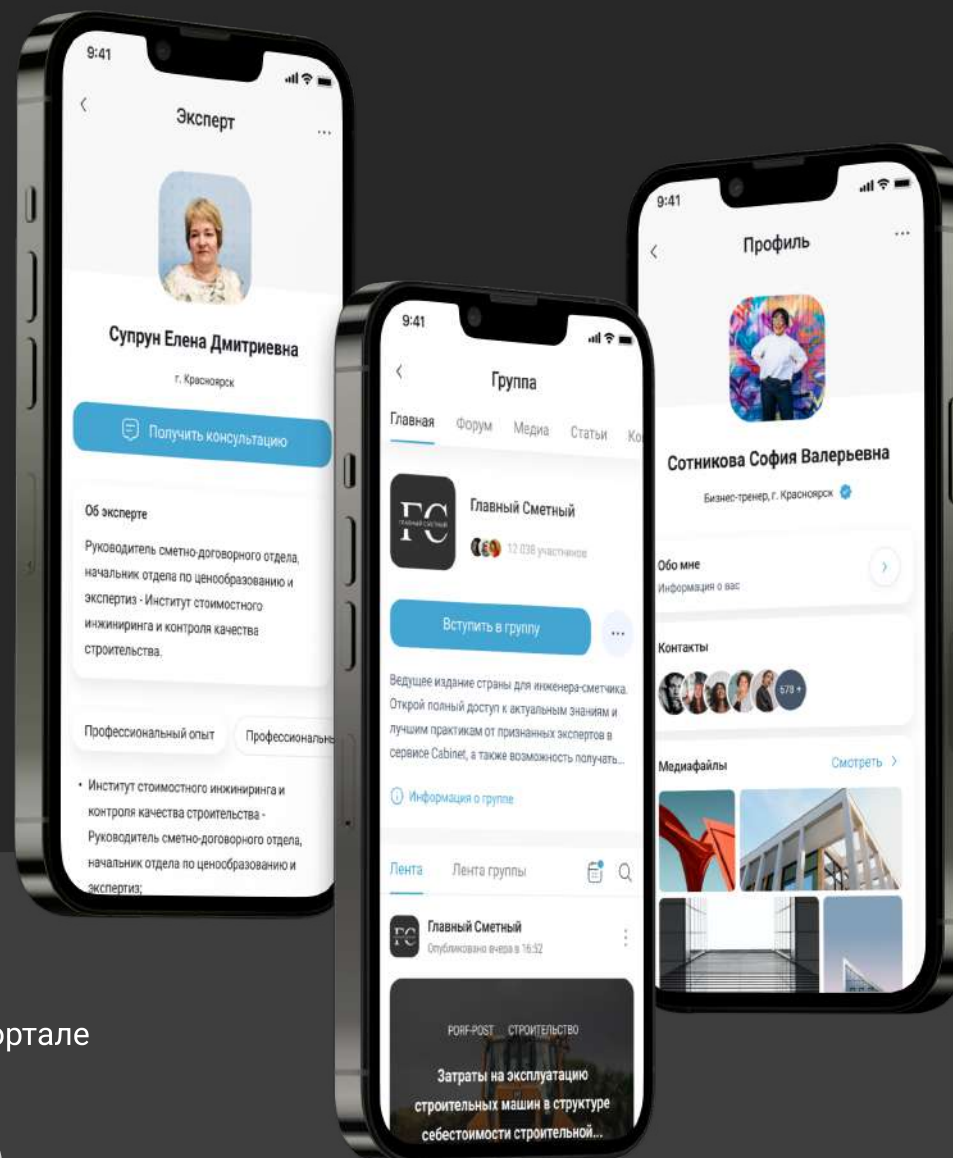 9:41
Эксперт
Супрун Елена Дмитриевна
г. Красноярск
Получить консультацию
Об эксперте
Руководитель сметно-договорного отдела,
начальник отдела по ценообразованию и
экспертиз - Институт стоимостного
инжиниринга и контроля качества
строительства.
Профессиональный опыт
• Институт стоимостного инжиниринга и
контроля качества строительства -
Руководитель сметно-договорного отдела,
начальник отдела по ценообразованию и
экспертиз;
9:41
Группа
Главная Форум Медиа Статьи
ГС
ГЛАВНЫЙ СМЕТНЫЙ
Главный Сметный
12 038 участников
Вступить в группу
Ведущее издание страны для инженера-сметчика.
Открой полный доступ к актуальным знаниям и
лучшим практикам от признанных экспертов в
сервисе Cabinet, а также возможность получать...
Информация о группе
Лента Лента группы
ГС
Главный Сметный
Опубликовано вчера в 16:52
PORF-POST СТРОИТЕЛЬСТВО
Затраты на эксплуатацию
строительных машин в структуре
себестоимости строительной...
9:41
Профиль
Сотникова София Валерьевна
Бизнес-тренер, г. Красноярск
Обо мне
Информация о вас
Контакты
678 +
Медиафайлы Смотреть